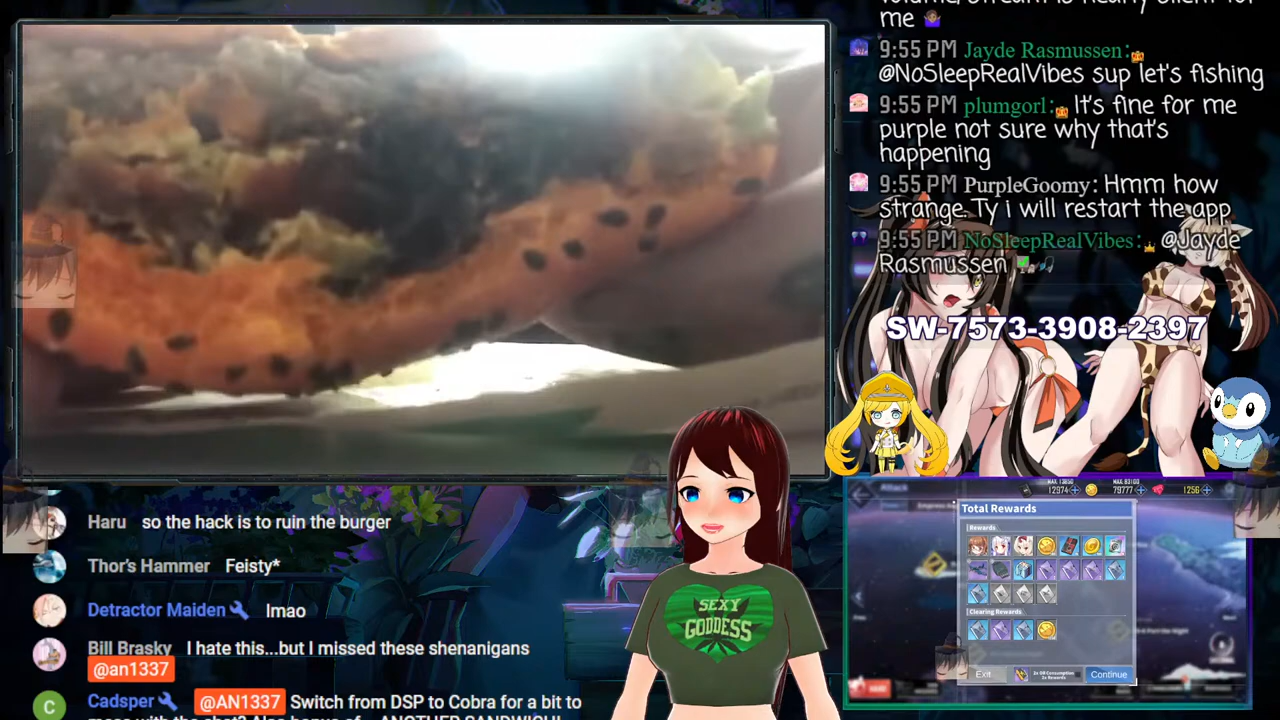 me
9:55 PM Jayde Rasmussen:
@NoSleepRealVibes sup let's fishing
9:55 PM plumgorl: It's fine for me
purple not sure why that's
happening
9:55 PM PurpleGoomy: Hmm how
strange. Ty i will restart the app
9:55 PM NoSleepRealVibes: @Jayde
Rasmussen
SW-7573-3908-2397
Haru so the hack is to ruin the burger
Thor's Hammer Feisty*
Detractor Maiden lmao
Bill Brasky I hate this...but I missed these shenanigans
@an1337
Cadsper @AN1337 Switch from DSP to Cobra for a bit to
SEXY
GODDESS
12974 79777 1256
Total Rewards
Rewards
Clearing Rewards
Exit
Continue